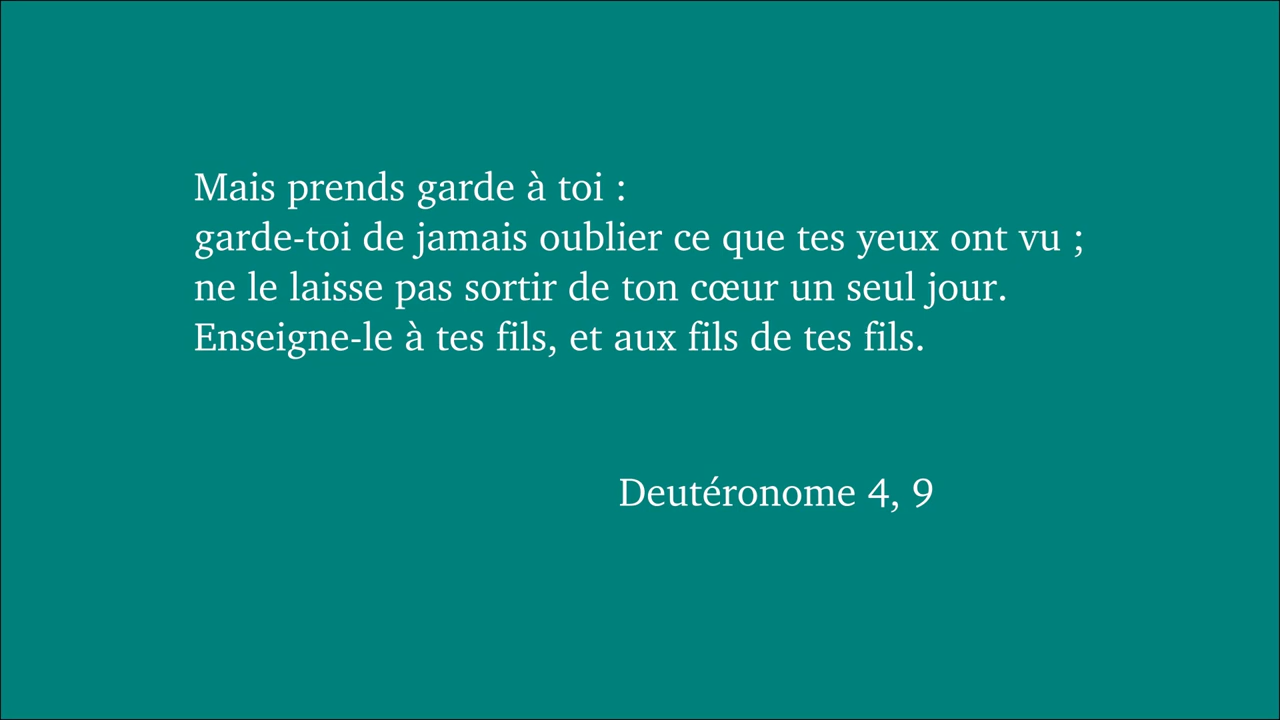 Mais prends garde à toi :
garde-toi de jamais oublier ce que tes yeux ont vu ;
ne le laisse pas sortir de ton cœur un seul jour.
Enseigne-le à tes fils, et aux fils de tes fils.
Deutéronome 4, 9